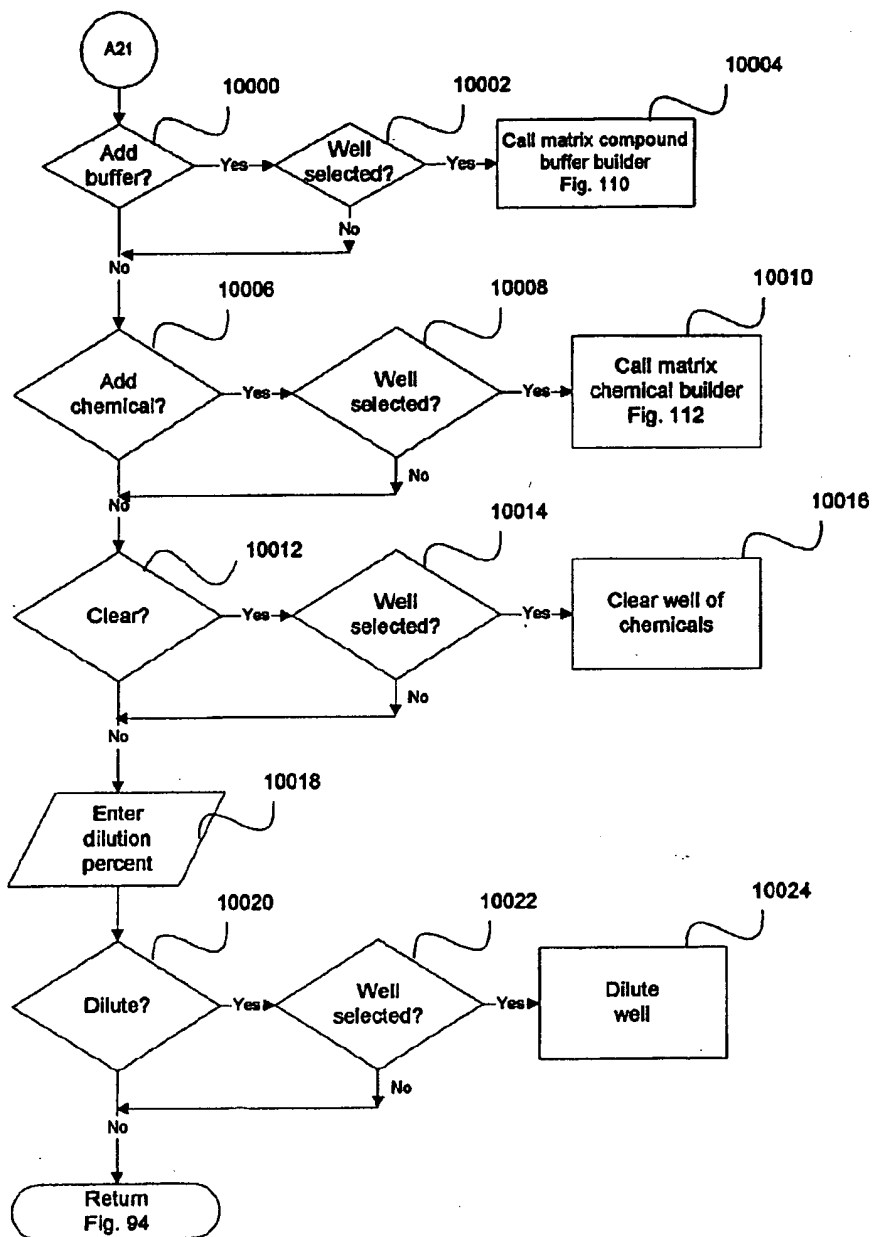 A21
10000
10002
10004
Add
buffer?
Yes
Well
selected?
Yes
Call matrix compound
buffer builder
Fig. 110
No
No
10006
10008
10010
Add
chemical?
Yes
Well
selected?
Yes
Call matrix
chemical builder
Fig. 112
No
No
10012
10014
10016
Clear?
Yes
Well
selected?
Yes
Clear well of
chemicals
No
No
10018
Enter
dilution
percent
10020
10022
10024
Dilute?
Yes
Well
selected?
Yes
Dilute
well
No
No
Return
Fig. 94